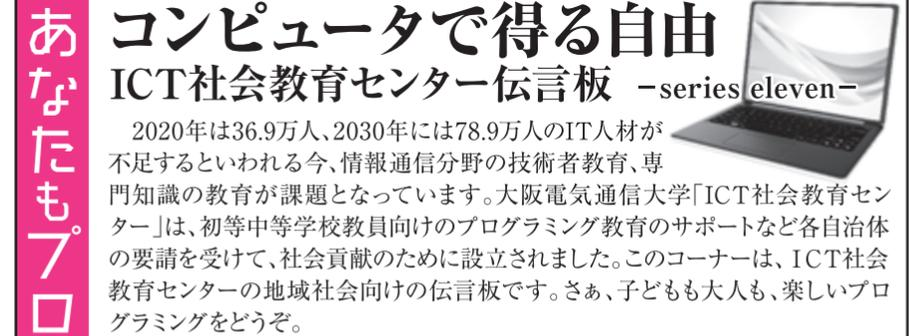 あなたもプロ
コンピュータで得る自由
ICT社会教育センター伝言板 −series eleven−
2020年は36.9万人、2030年には78.9万人のIT人材が
不足するといわれる今、情報通信分野の技術者教育、専
門知識の教育が課題となっています。大阪電気通信大学「ICT社会教育セン
ター」は、初等中等学校教員向けのプログラミング教育のサポートなど各自治体
の要請を受けて、社会貢献のために設立されました。このコーナーは、ICT社会
教育センターの地域社会向けの伝言板です。さぁ、子どもも大人も、楽しいプロ
グラミングをどうぞ。